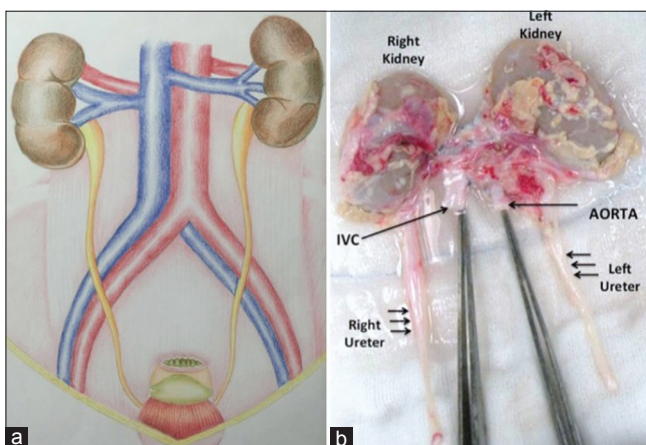 Right
Kidney
Left
Kidney
IVC
AORTA
Left
Ureter
Right
Ureter
a
b